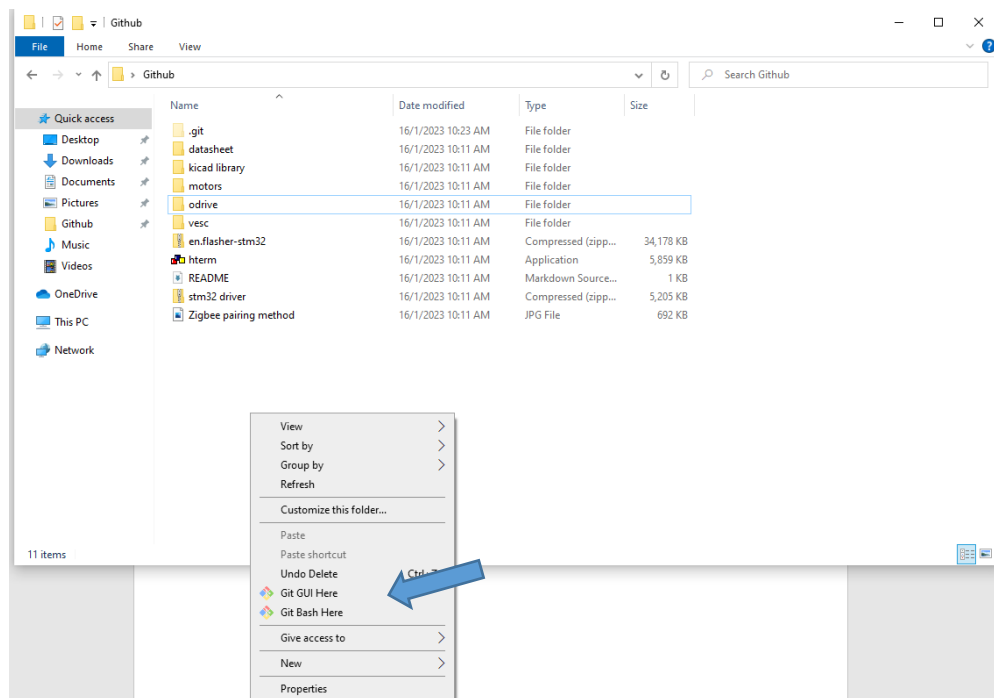 Github
File Home Share View
Github
Search Github
Name Date modified Type Size
Quick access
Desktop
Downloads
Documents
Pictures
Github
Music
Videos
OneDrive
This PC
Network
.git 16/1/2023 10:23 AM File folder
datasheet 16/1/2023 10:11 AM File folder
kicad library 16/1/2023 10:11 AM File folder
motors 16/1/2023 10:11 AM File folder
odrive 16/1/2023 10:11 AM File folder
vesc 16/1/2023 10:11 AM File folder
en.flasher-stm32 16/1/2023 10:11 AM Compressed (zipp... 34,178 KB
hterm 16/1/2023 10:11 AM Application 5,859 KB
README 16/1/2023 10:11 AM Markdown Source... 1 KB
stm32 driver 16/1/2023 10:11 AM Compressed (zipp... 5,205 KB
Zigbee pairing method 16/1/2023 10:11 AM JPG File 692 KB
View
Sort by
Group by
Refresh
Customize this folder...
Paste
Paste shortcut
Undo Delete
Git GUI Here
Git Bash Here
Give access to
New
Properties
11 items